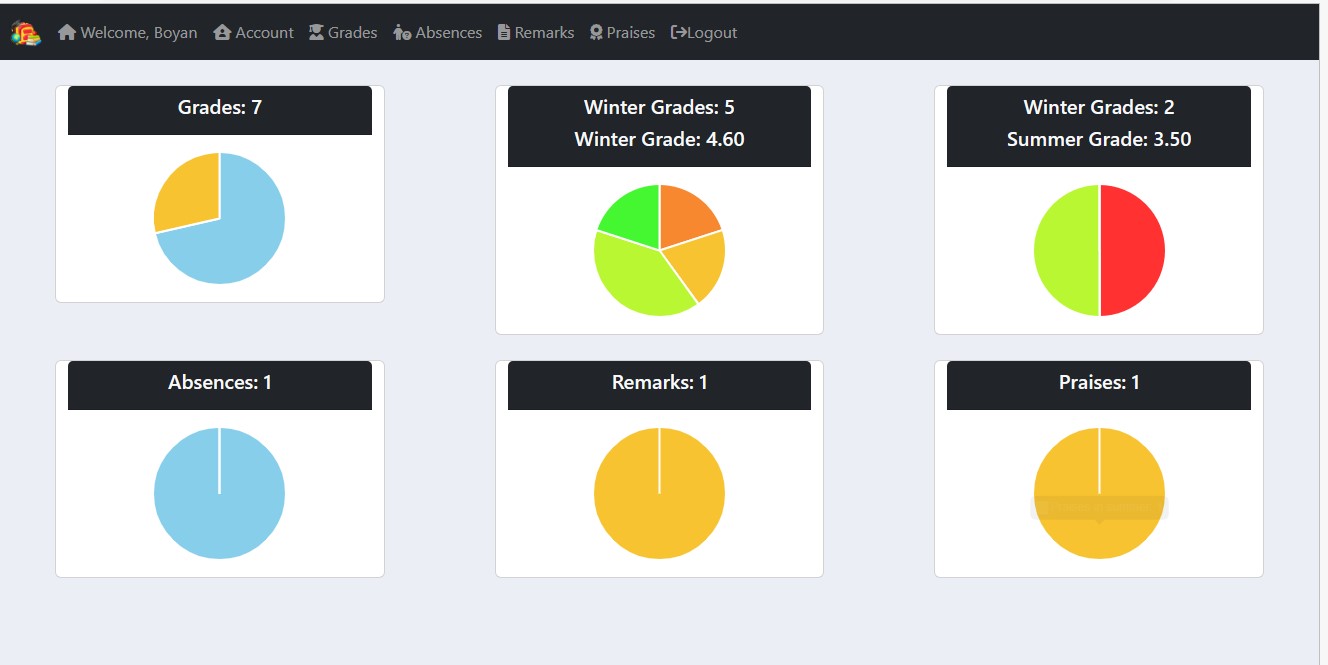 Welcome, Boyan Account Grades Absences Remarks Praises Logout
Grades: 7
Winter Grades: 5
Winter Grade: 4.60
Winter Grades: 2
Summer Grade: 3.50
Absences: 1
Remarks: 1
Praises: 1